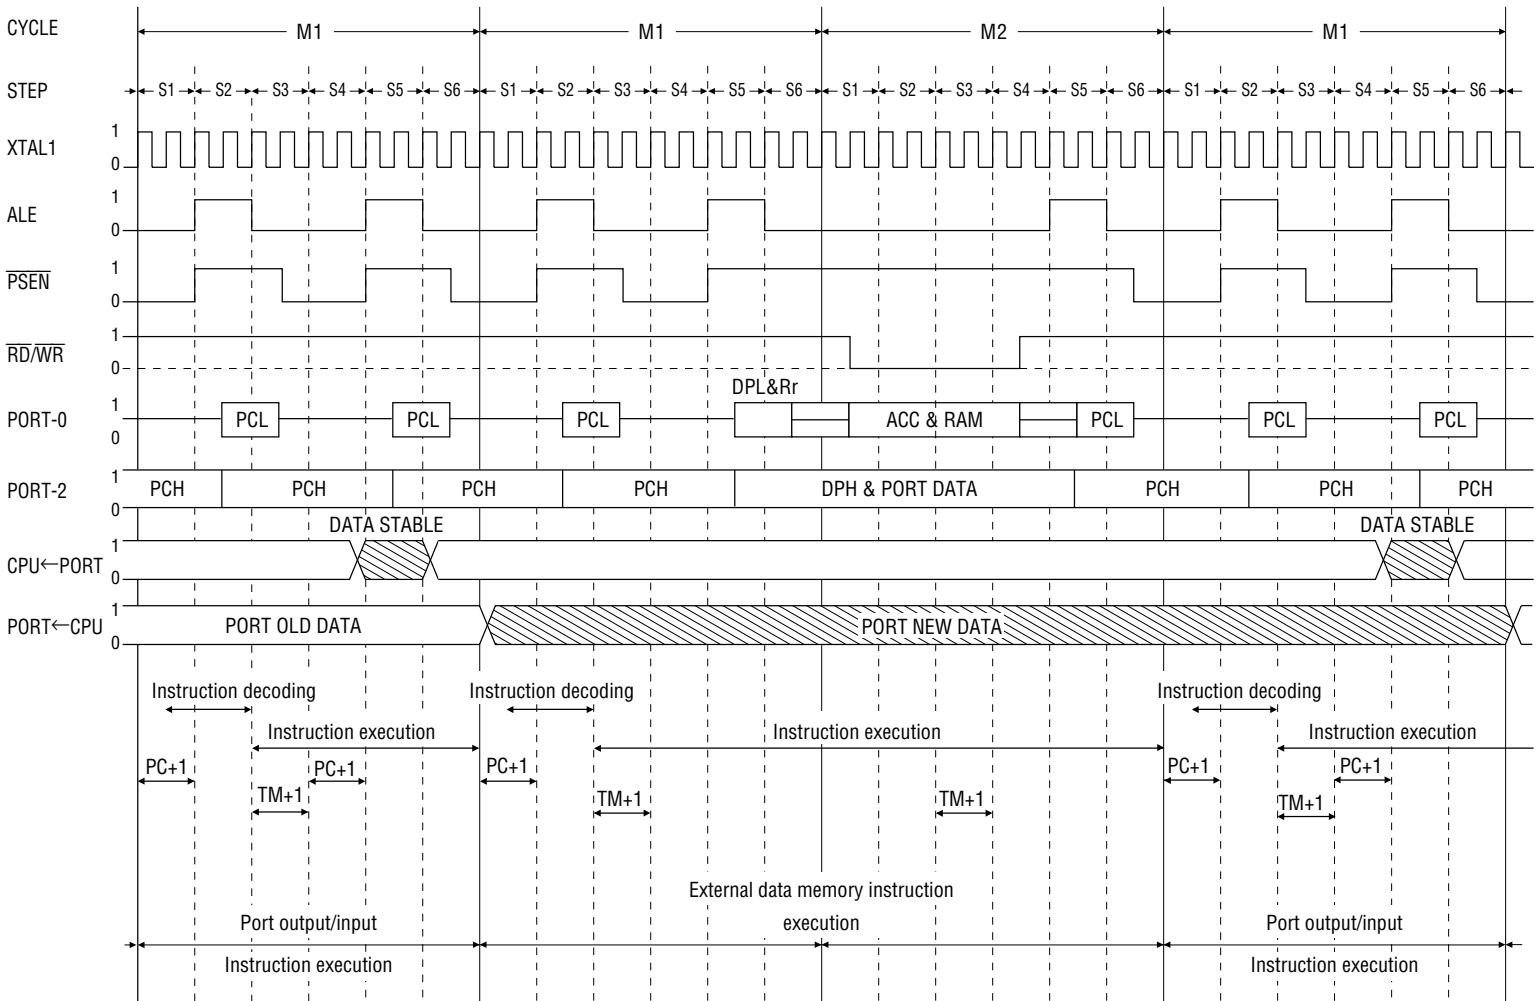 CYCLE M1 M1 M2 M1
STEP S1 S2 S3 S4 S5 S6 S1 S2 S3 S4 S5 S6 S1 S2 S3 S4 S5 S6 S1 S2 S3 S4 S5 S6
XTAL1 1 0
ALE 1 0
PSEN 1 0
RD/WR 1 0
DPL&Rr
PORT-0 1 0 PCL PCL PCL ACC & RAM PCL PCL PCL
PORT-2 1 0 PCH PCH PCH PCH DPH & PORT DATA PCH PCH PCH
DATA STABLE DATA STABLE
CPU←PORT 1 0
PORT←CPU 1 0 PORT OLD DATA PORT NEW DATA
Instruction decoding Instruction decoding Instruction decoding
Instruction execution Instruction execution Instruction execution
PC+1 PC+1 PC+1 PC+1 PC+1
TM+1 TM+1 TM+1 TM+1
External data memory instruction
Port output/input execution Port output/input
Instruction execution Instruction execution